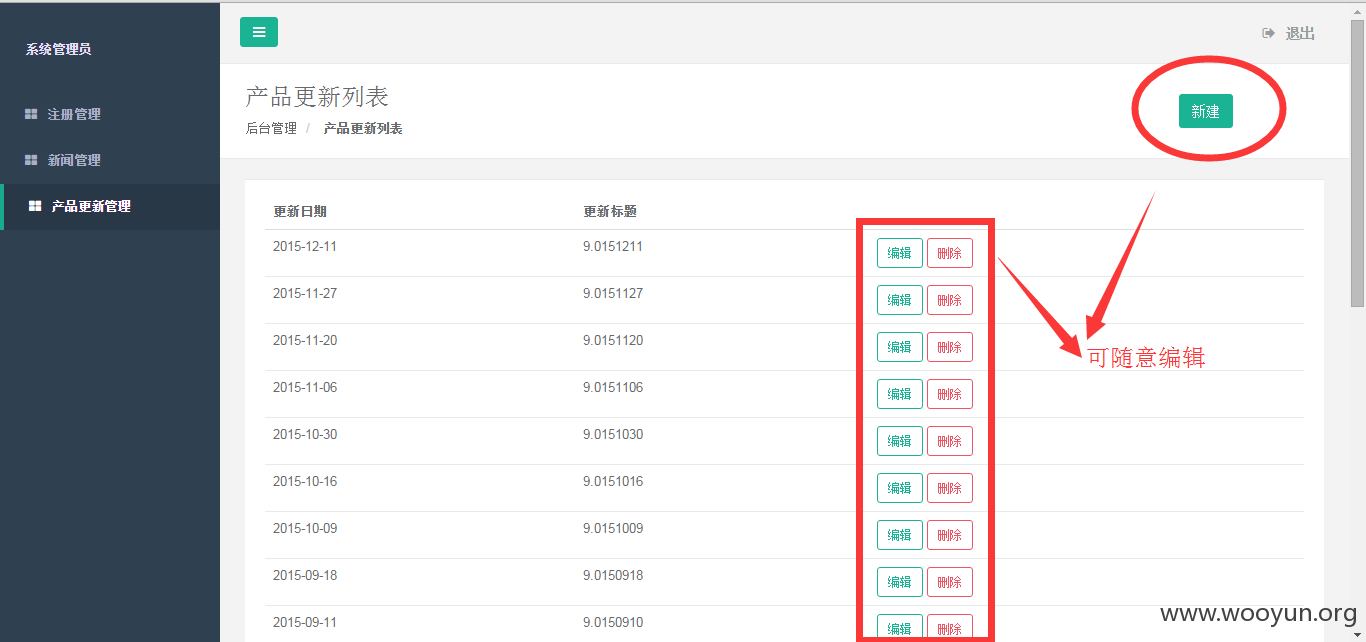 系统管理员
退出
注册管理
新闻管理
产品更新管理
产品更新列表
后台管理 / 产品更新列表
新建
更新日期 更新标题
2015-12-11 9.0151211 编辑 删除
2015-11-27 9.0151127 编辑 删除
2015-11-20 9.0151120 编辑 删除
可随意编辑
2015-11-06 9.0151106 编辑 删除
2015-10-30 9.0151030 编辑 删除
2015-10-16 9.0151016 编辑 删除
2015-10-09 9.0151009 编辑 删除
2015-09-18 9.0150918 编辑 删除
2015-09-11 9.0150910 编辑 删除
www.wooyun.org